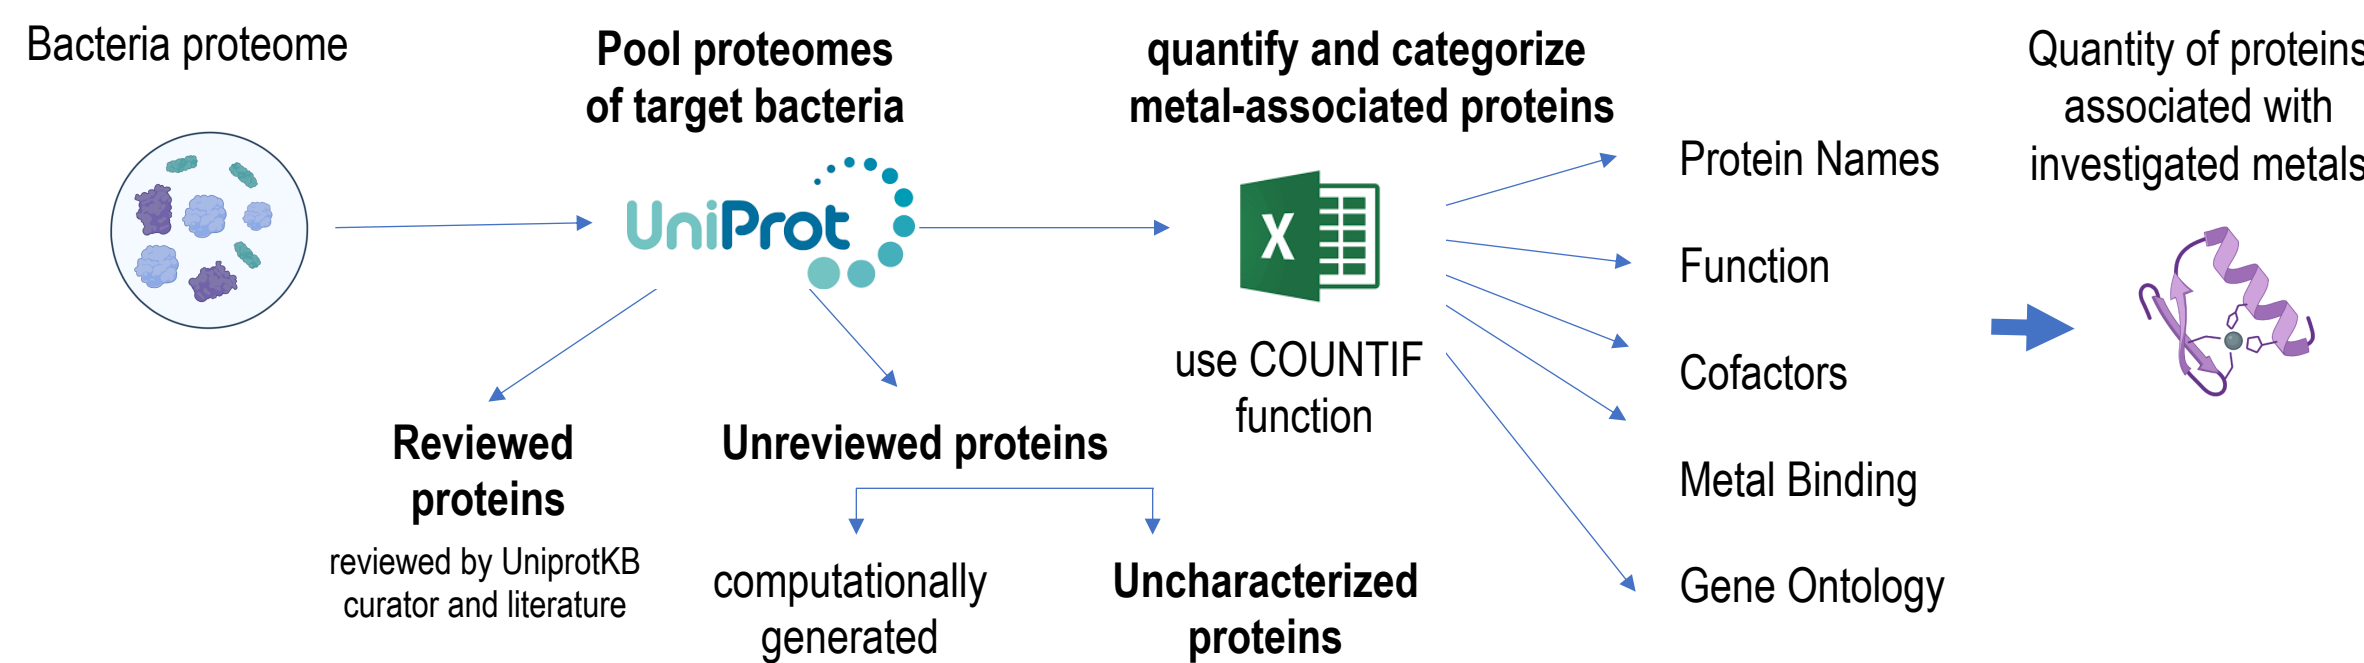 Bacteria proteome
Pool proteomes
of target bacteria
UniProt
Reviewed
proteins
reviewed by UniprotKB
curator and literature
Unreviewed proteins
computationally
generated
Uncharacterized
proteins
quantify and categorize
metal-associated proteins
X
use COUNTIF
function
Protein Names
Function
Cofactors
Metal Binding
Gene Ontology
Quantity of proteins
associated with
investigated metals